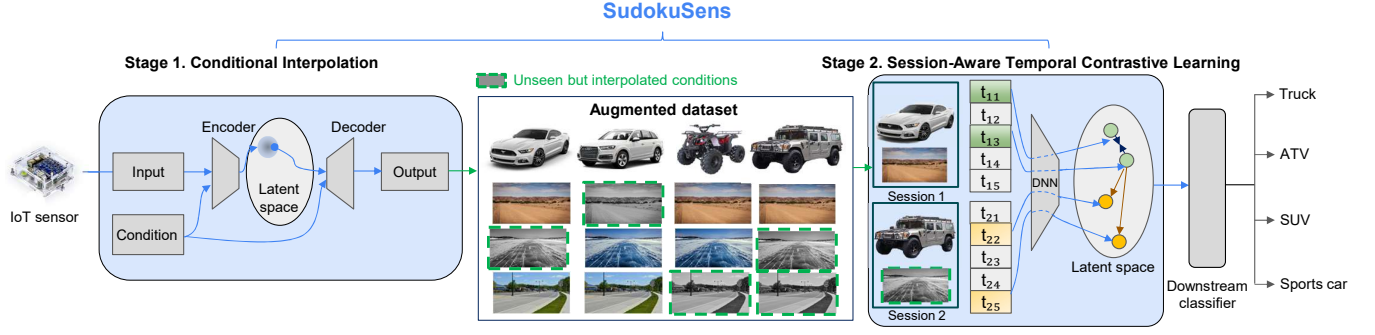 SudokuSens
Stage 1. Conditional Interpolation
Unseen but interpolated conditions
Stage 2. Session-Aware Temporal Contrastive Learning
Augmented dataset
Encoder
Decoder
Input
Output
Latent
space
Condition
IoT sensor
Session 1
Session 2
t11
t12
t13
t14
t15
t21
t22
t23
t24
t25
DNN
Latent space
Downstream
classifier
Truck
ATV
SUV
Sports car